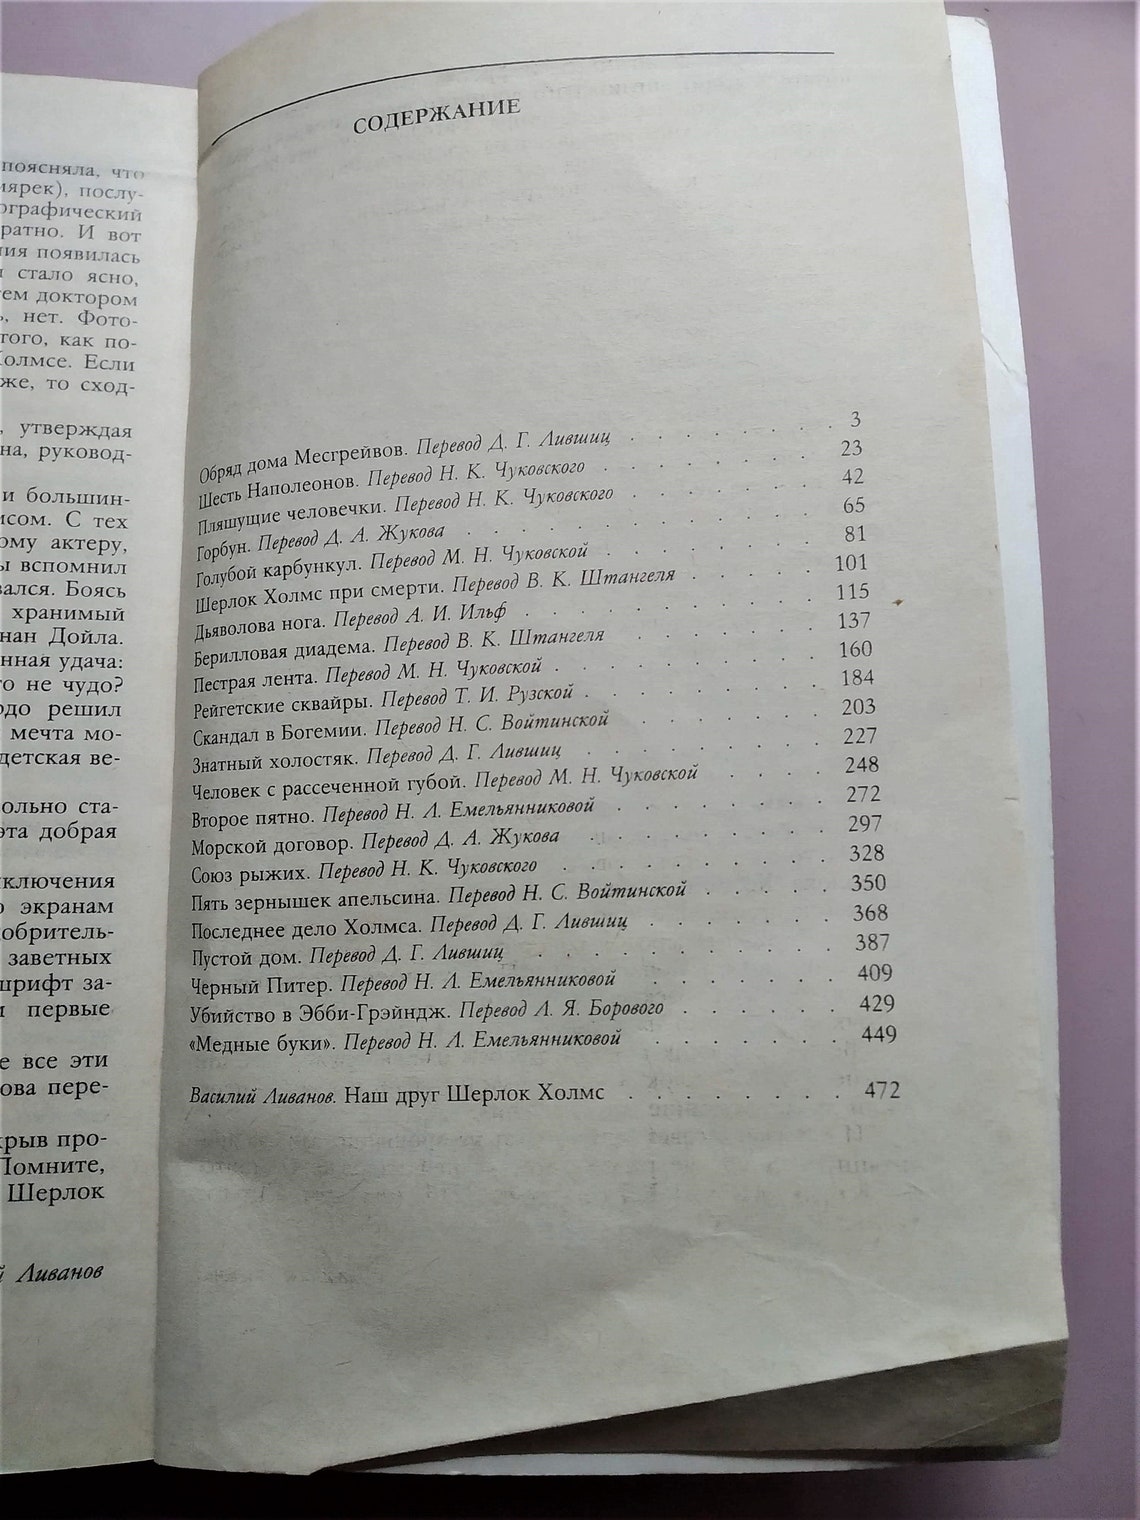 поясняла, что
мярек), послу-
ографический
ратно. И вот
ния появилась
и стало ясно,
тем доктором
ь, нет. Фото-
того, как по-
Холмсе. Если
же, то сход-
, утверждая
на, руковод-
и большин-
исом. С тех
ому актеру,
ы вспомнил
вался. Боясь
хранимый
нан Дойла.
нная удача:
о не чудо?
рдо решил
мечта мо-
детская ве-
ольно ста-
эта добрая
ключения
о экранам
обритель-
заветных
шрифт за-
и первые
е все эти
ова пере-
крыв про-
Помните,
Шерлок
й Ливанов
СОДЕРЖАНИЕ
Обряд дома Месгрейвов. Перевод Д. Г. Лившиц . . . . . . . 3
Шесть Наполеонов. Перевод Н. К. Чуковского . . . . . . . 23
Пляшущие человечки. Перевод Н. К. Чуковского . . . . . . . 42
Горбун. Перевод Д. А. Жукова . . . . . . . 65
Голубой карбункул. Перевод М. Н. Чуковской . . . . . . . 81
Шерлок Холмс при смерти. Перевод В. К. Штангеля . . . . . 101
Дьяволова нога. Перевод А. И. Ильф . . . . . . . 115
Берилловая диадема. Перевод В. К. Штангеля . . . . . . 137
Пестрая лента. Перевод М. Н. Чуковской . . . . . . . 160
Рейгетские сквайры. Перевод Т. И. Рузской . . . . . . . 184
Скандал в Богемии. Перевод Н. С. Войтинской . . . . . . 203
Знатный холостяк. Перевод Д. Г. Лившиц . . . . . . . 227
Человек с рассеченной губой. Перевод М. Н. Чуковской . . . . 248
Второе пятно. Перевод Н. Л. Емельянниковой . . . . . . 272
Морской договор. Перевод Д. А. Жукова . . . . . . . 297
Союз рыжих. Перевод Н. К. Чуковского . . . . . . . 328
Пять зернышек апельсина. Перевод Н. С. Войтинской . . . . . 350
Последнее дело Холмса. Перевод Д. Г. Лившиц . . . . . . 368
Пустой дом. Перевод Д. Г. Лившиц . . . . . . . 387
Черный Питер. Перевод Н. Л. Емельянниковой . . . . . . 409
Убийство в Эбби-Грэйндж. Перевод Л. Я. Борового . . . . . . 429
«Медные буки». Перевод Н. Л. Емельянниковой . . . . . . 449
Василий Ливанов. Наш друг Шерлок Холмс . . . . . . . 472